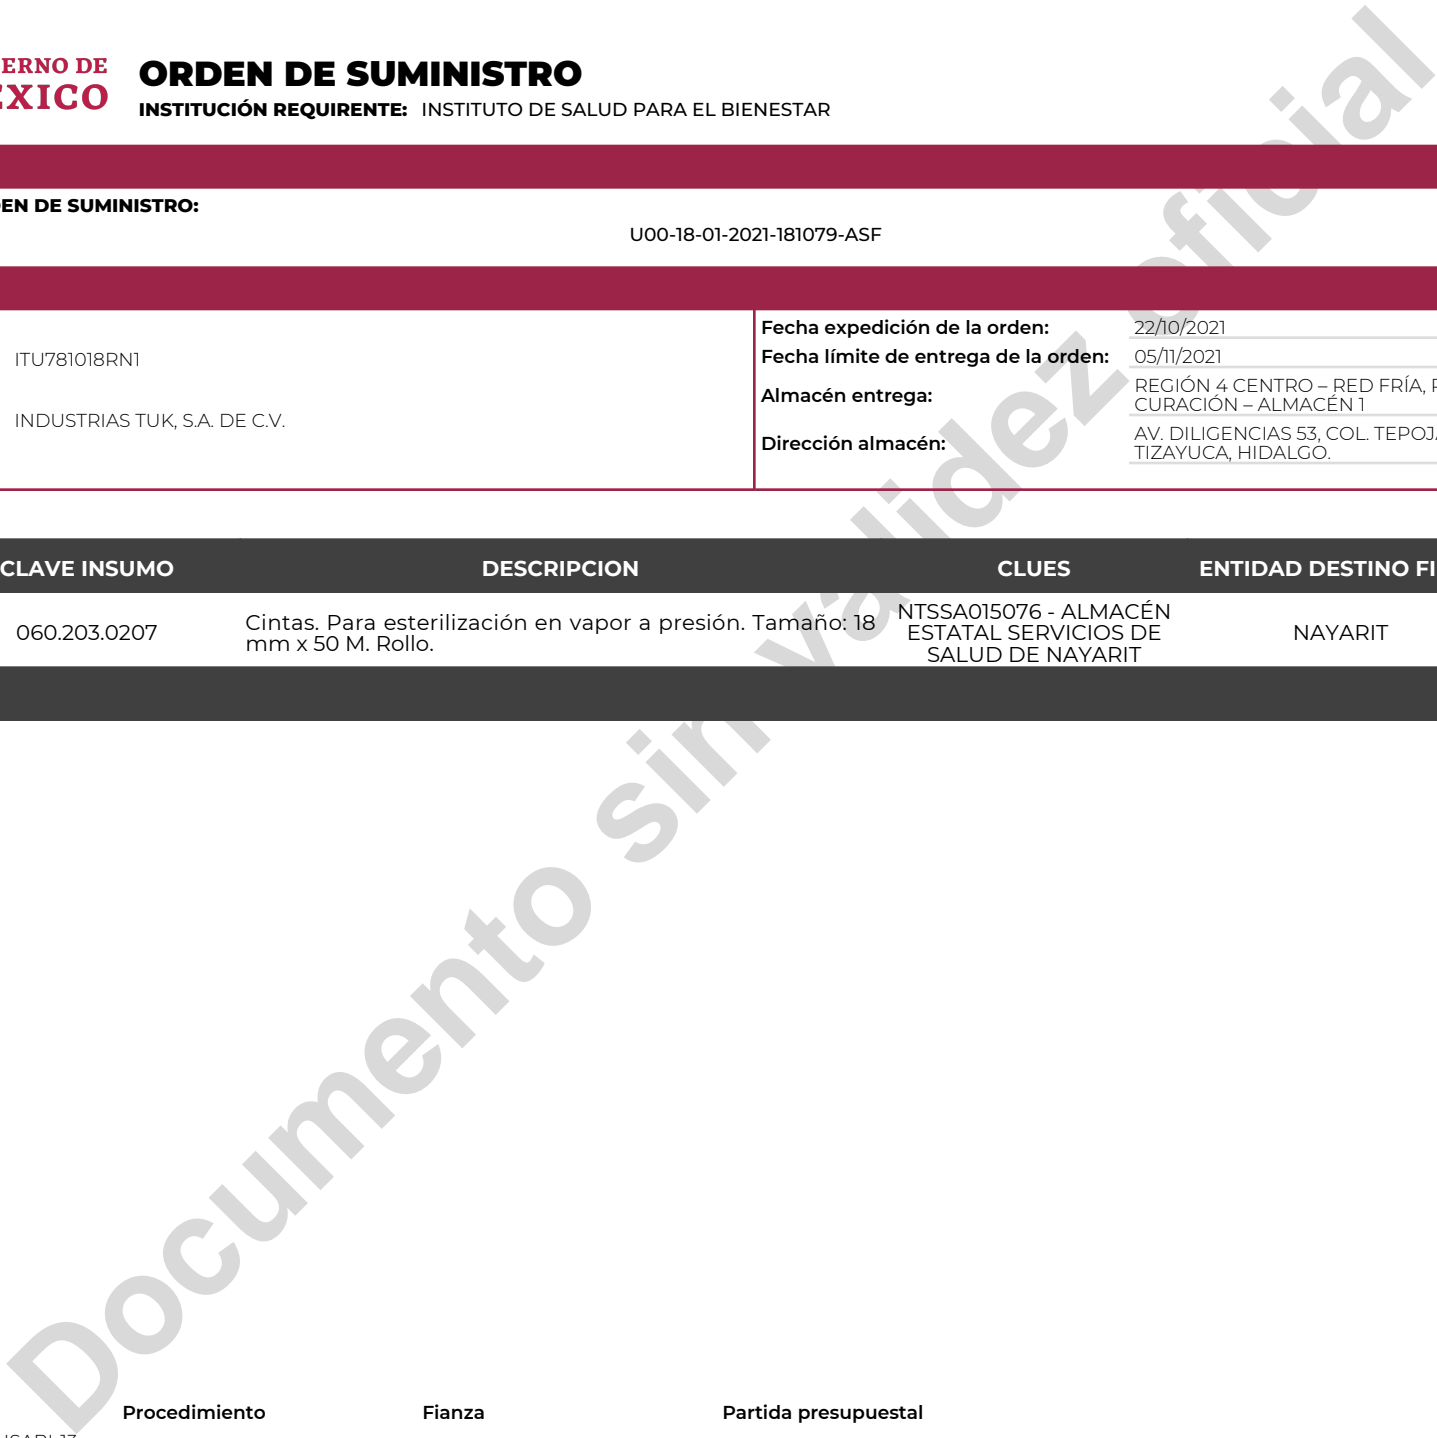 ERNO DE
EXICO
ORDEN DE SUMINISTRO
INSTITUCIÓN REQUIRENTE: INSTITUTO DE SALUD PARA EL BIENESTAR
EN DE SUMINISTRO:
U00-18-01-2021-181079-ASF
ITU781018RN1
INDUSTRIAS TUK, S.A. DE C.V.
Fecha expedición de la orden: 22/10/2021
Fecha límite de entrega de la orden: 05/11/2021
Almacén entrega: REGIÓN 4 CENTRO – RED FRÍA,
CURACIÓN – ALMACÉN 1
Dirección almacén: AV. DILIGENCIAS 53, COL. TEPOJ
TIZAYUCA, HIDALGO.
CLAVE INSUMO DESCRIPCION CLUES ENTIDAD DESTINO FI
060.203.0207
Cintas. Para esterilización en vapor a presión. Tamaño: 18
mm x 50 M. Rollo.
NTSSA015076 - ALMACÉN
ESTATAL SERVICIOS DE
SALUD DE NAYARIT
NAYARIT
Documento sin validez oficial
Procedimiento Fianza Partida presupuestal